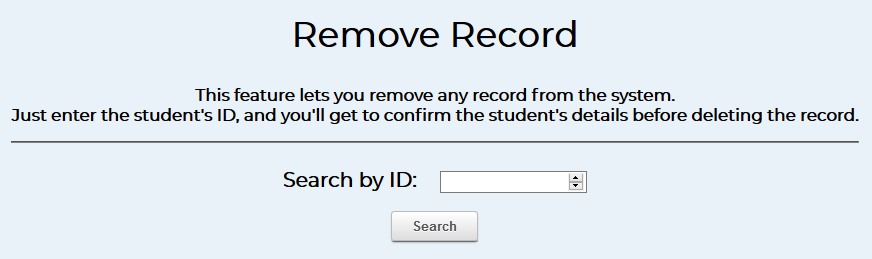 Remove Record
This feature lets you remove any record from the system.
Just enter the student's ID, and you'll get to confirm the student's details before deleting the record.
Search by ID:
Search